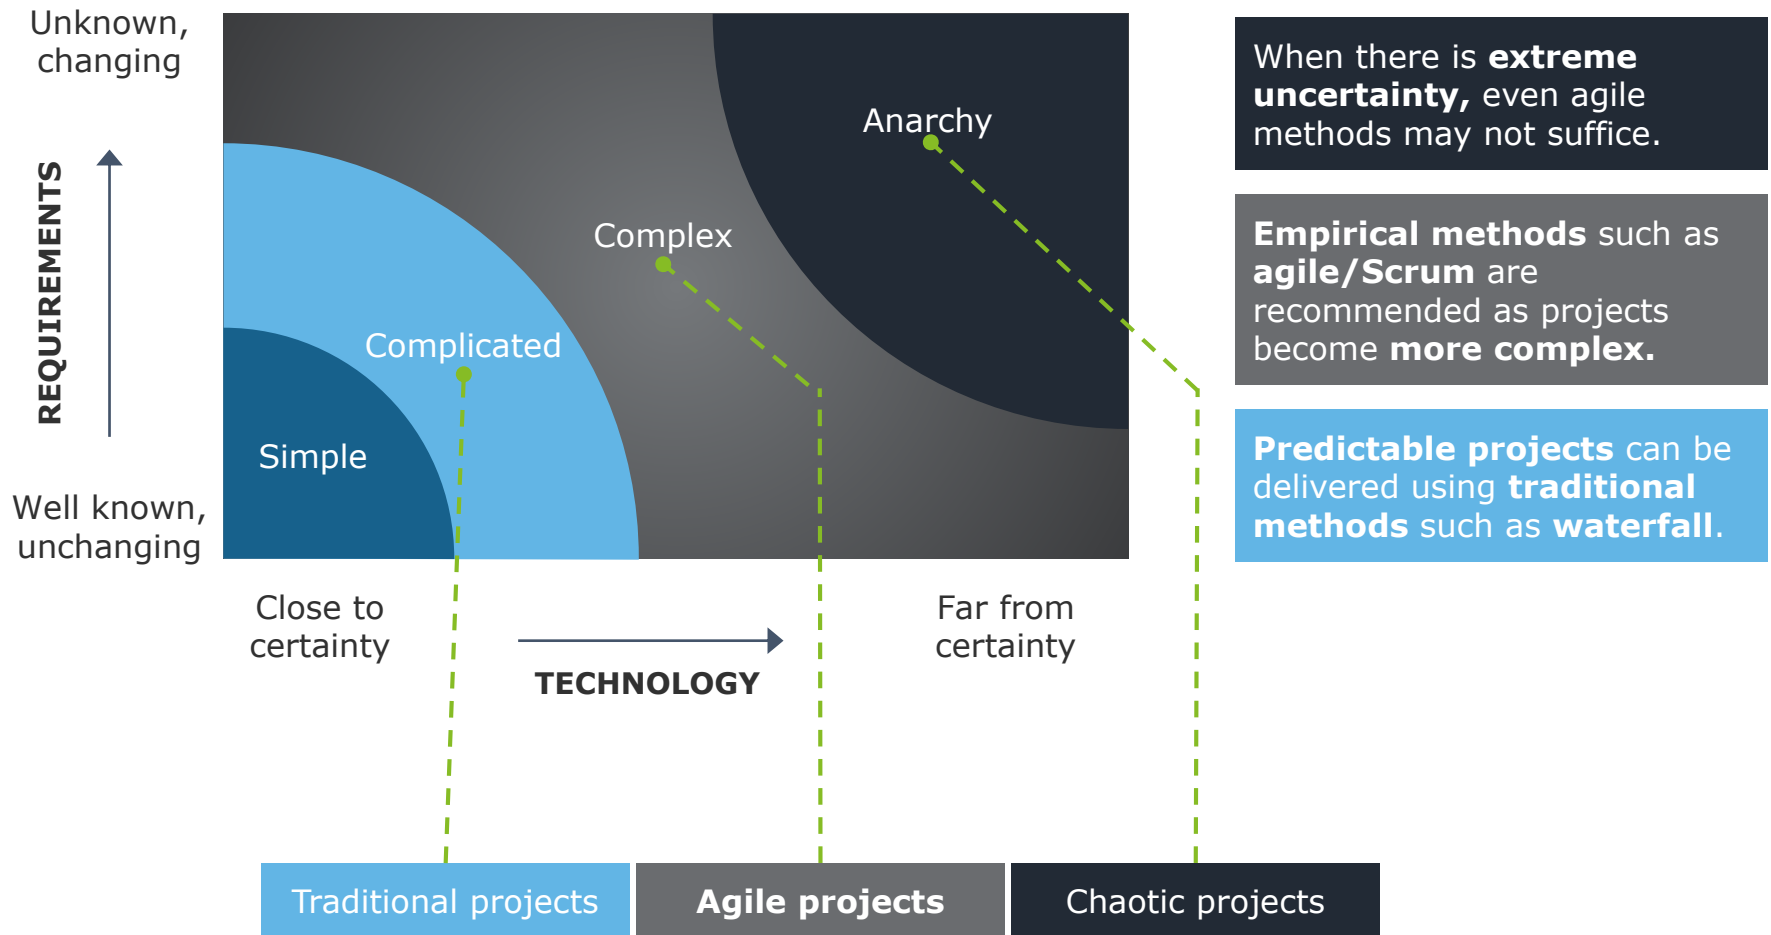 Unknown,
changing
REQUIREMENTS
Well known,
unchanging
Anarchy
Complex
Complicated
Simple
Close to
certainty
TECHNOLOGY
Far from
certainty
When there is extreme
uncertainty, even agile
methods may not suffice.
Empirical methods such as
agile/Scrum are
recommended as projects
become more complex.
Predictable projects can be
delivered using traditional
methods such as waterfall.
Traditional projects
Agile projects
Chaotic projects